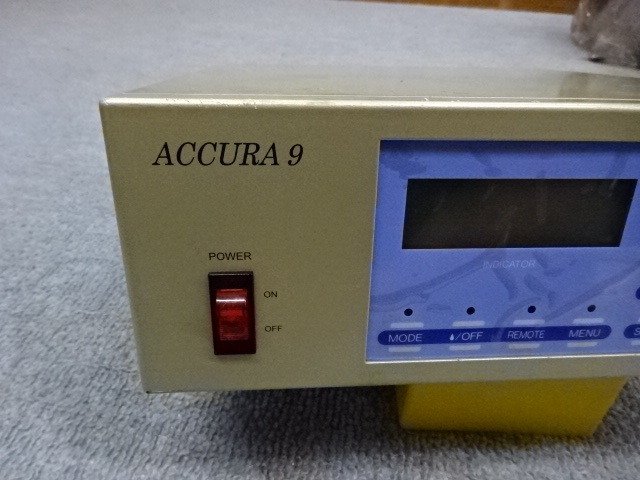 ACCURA 9
POWER
ON
OFF
INDICATOR
MODE
/OFF
REMOTE
MENU
S